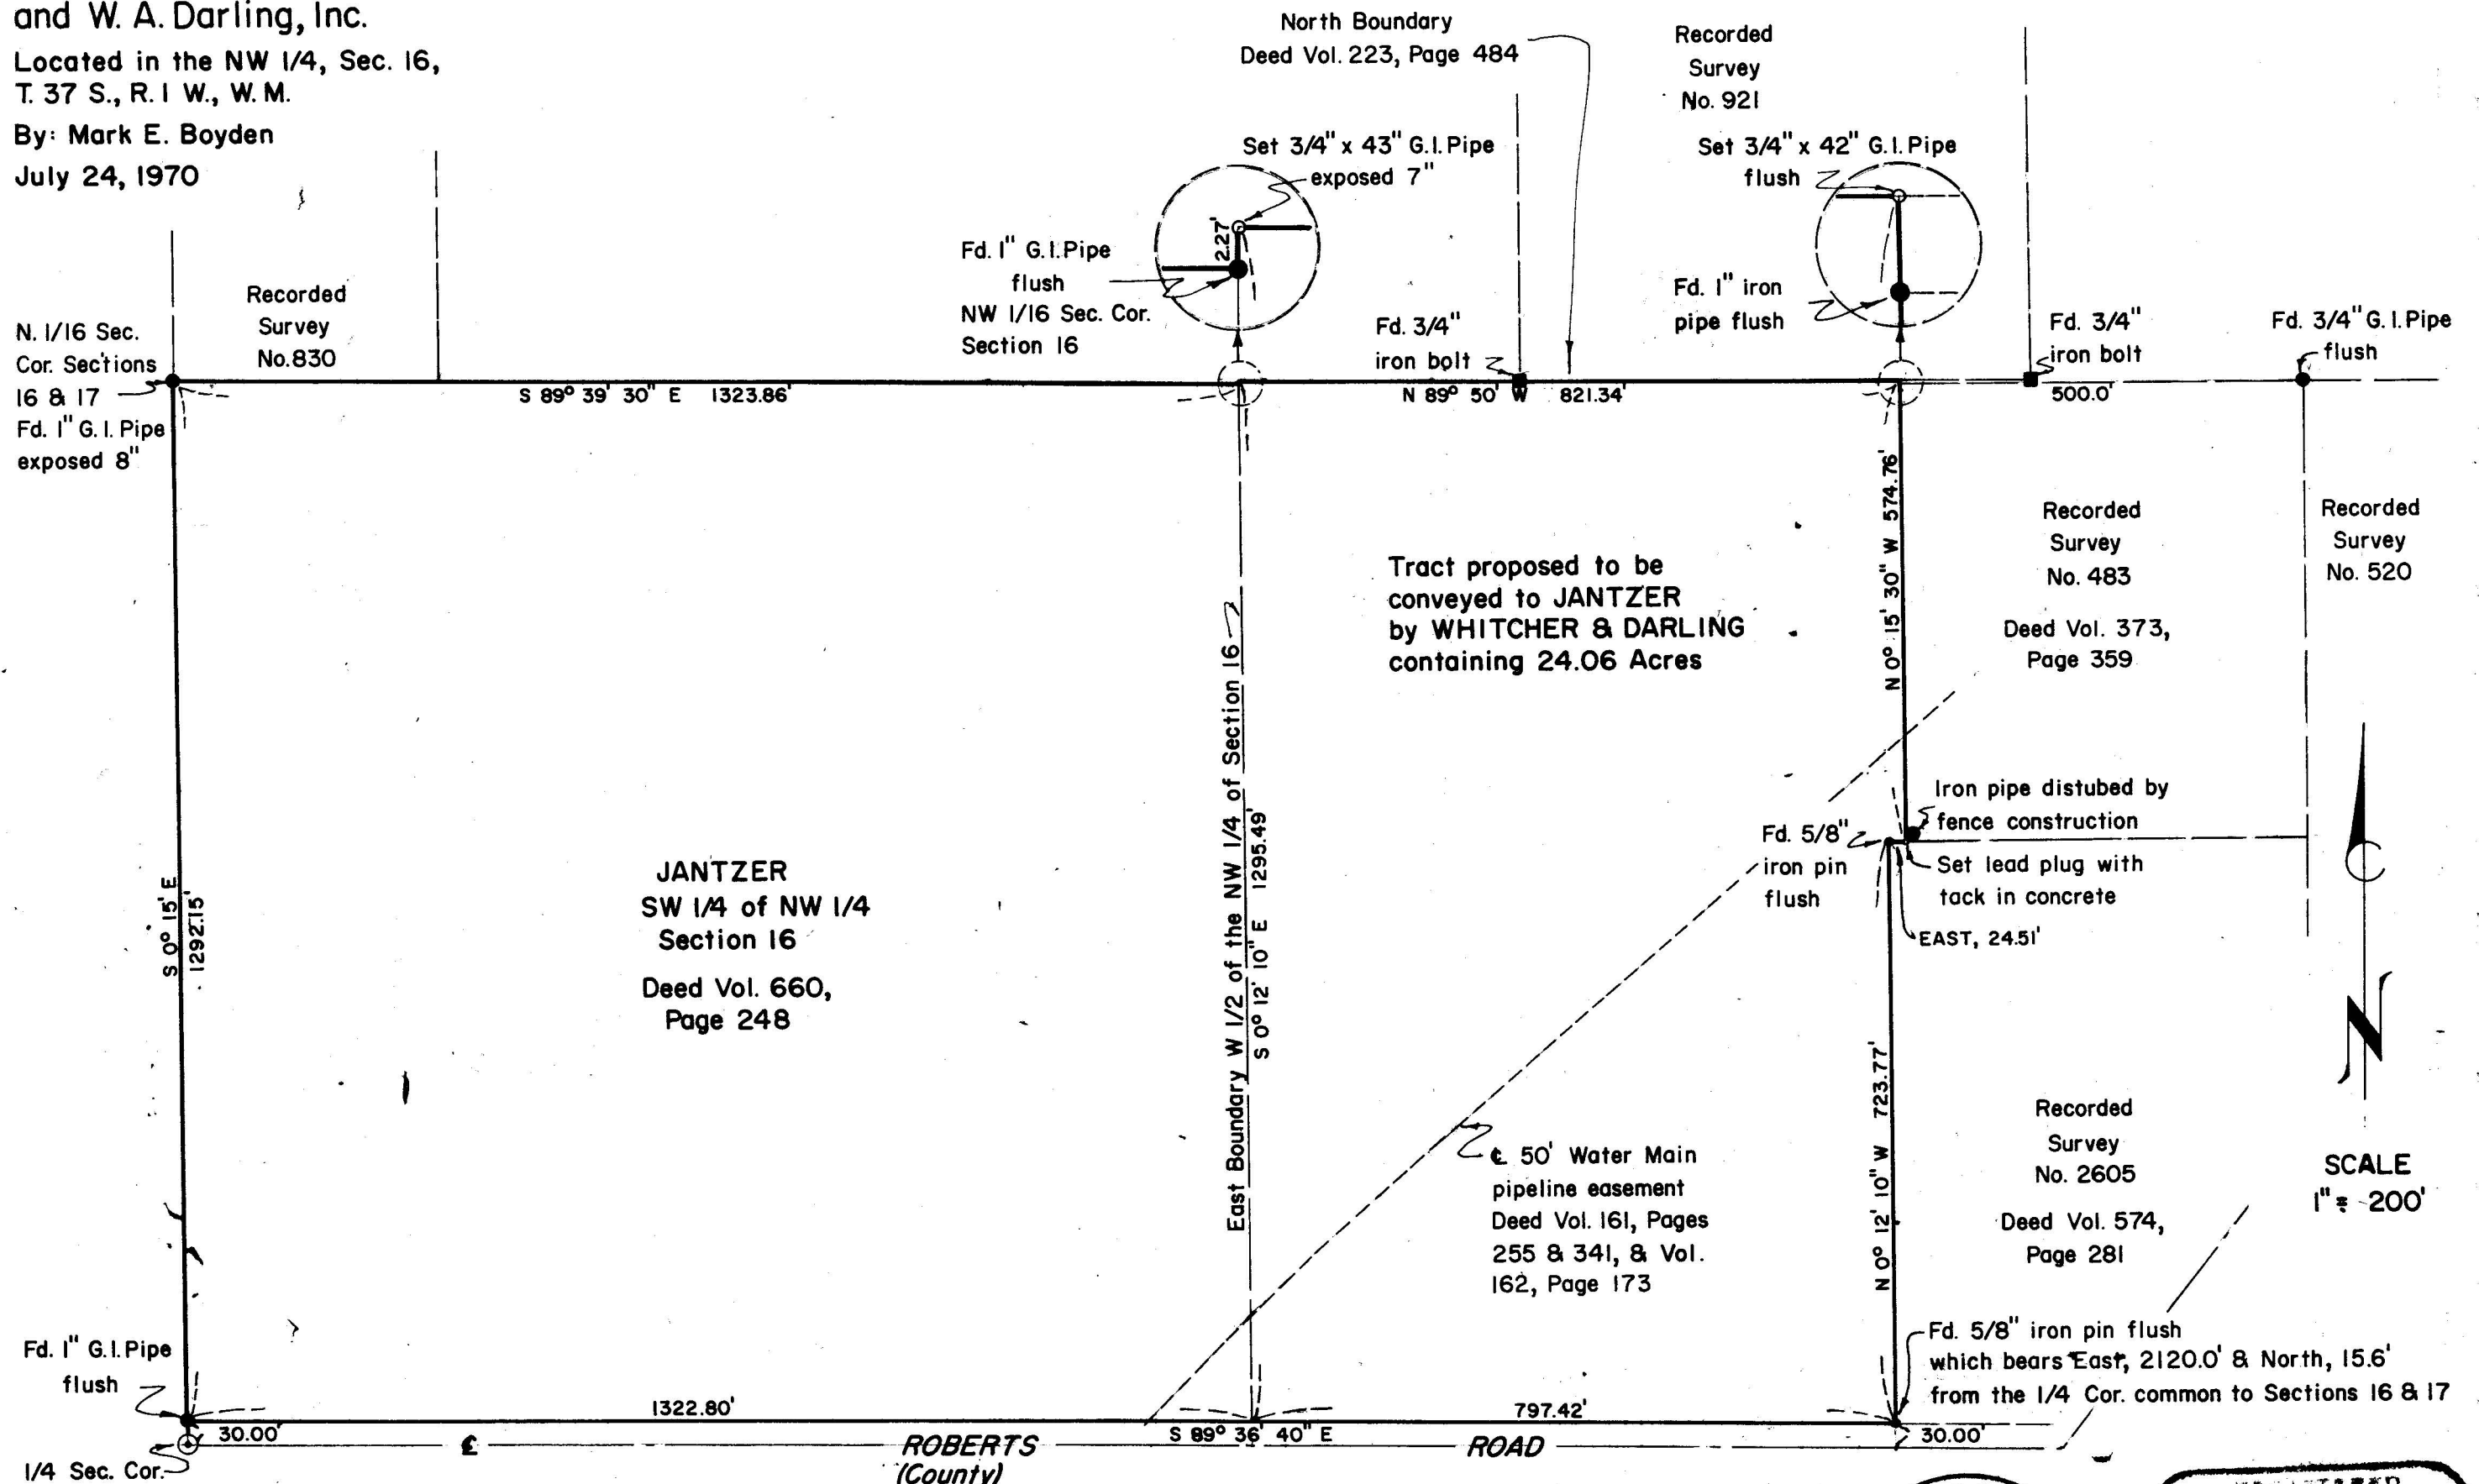 and W. A. Darling, Inc.
Located in the NW 1/4, Sec. 16,
T. 37 S., R. 1 W., W. M.
By: Mark E. Boyden
July 24, 1970
North Boundary
Deed Vol. 223, Page 484
Recorded
Survey
No. 921
Set 3/4" x 43" G.I. Pipe
exposed 7"
Set 3/4" x 42" G.I. Pipe
flush
2.27'
Fd. 1" G.I. Pipe
flush
NW 1/16 Sec. Cor.
Section 16
Fd. 1" iron
pipe flush
Recorded
Survey
No. 830
N. 1/16 Sec.
Cor. Sections
16 & 17
Fd. 1" G. I. Pipe
exposed 8"
Fd. 3/4"
iron bolt
Fd. 3/4"
iron bolt
Fd. 3/4" G. I. Pipe
flush
S 89° 39' 30" E 1323.86'
N 89° 50' W 821.34'
500.0'
N 0° 15' 30" W 574.76'
Recorded
Survey
No. 483
Deed Vol. 373,
Page 359
Recorded
Survey
No. 520
Tract proposed to be
conveyed to JANTZER
by WHITCHER & DARLING
containing 24.06 Acres
East Boundary W 1/2 of the NW 1/4 of Section 16
S 0° 12' 10" E 1295.49'
Iron pipe distubed by
fence construction
Fd. 5/8"
iron pin
flush
Set lead plug with
tack in concrete
EAST, 24.51'
S 0° 15' E
1292.15'
JANTZER
SW 1/4 of NW 1/4
Section 16
Deed Vol. 660,
Page 248
N
N 0° 12' 10" W 723.77'
Recorded
Survey
No. 2605
Deed Vol. 574,
Page 281
SCALE
1" = 200'
℄ 50' Water Main
pipeline easement
Deed Vol. 161, Pages
255 & 341, & Vol.
162, Page 173
Fd. 5/8" iron pin flush
which bears East, 2120.0' & North, 15.6'
from the 1/4 Cor. common to Sections 16 & 17
Fd. 1" G.I. Pipe
flush
1322.80'
797.42'
30.00'
℄
S 89° 36' 40" E
30.00'
ROBERTS ROAD
(County)
1/4 Sec. Cor.